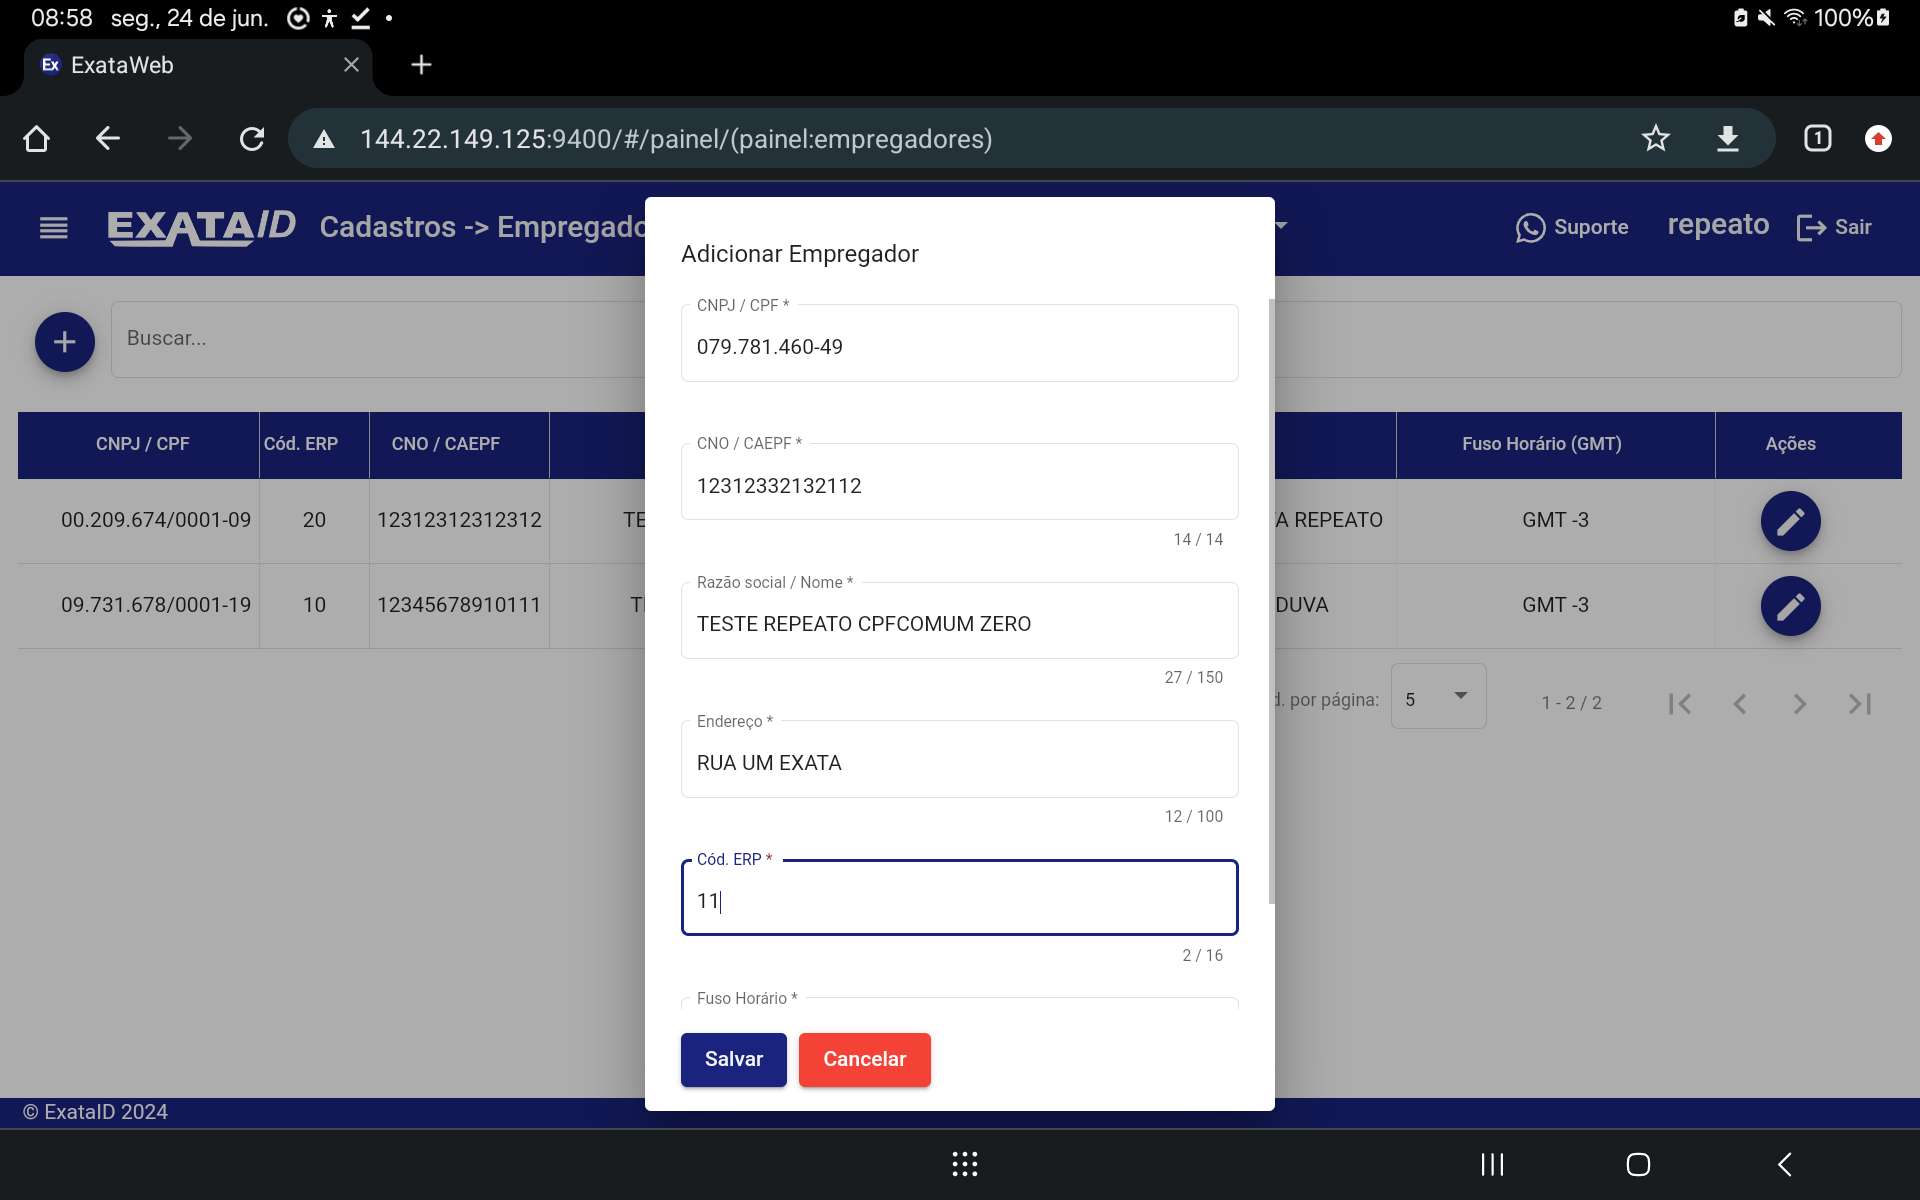 08:58 seg., 24 de jun. 100%
Ex ExataWeb
144.22.149.125:9400/#/painel/(painel:empregadores) 1
EXATAID Cadastros -> Empregado Suporte repeato Sair
Buscar...
CNPJ / CPF Cód. ERP CNO / CAEPF Fuso Horário (GMT) Ações
00.209.674/0001-09 20 12312312312312 TE A REPEATO GMT -3
09.731.678/0001-19 10 12345678910111 T DUVA GMT -3
d. por página: 5 1 - 2 / 2
Adicionar Empregador
CNPJ / CPF *
079.781.460-49
CNO / CAEPF *
12312332132112
14 / 14
Razão social / Nome *
TESTE REPEATO CPFCOMUM ZERO
27 / 150
Endereço *
RUA UM EXATA
12 / 100
Cód. ERP *
11
2 / 16
Fuso Horário *
Salvar Cancelar
© ExataID 2024